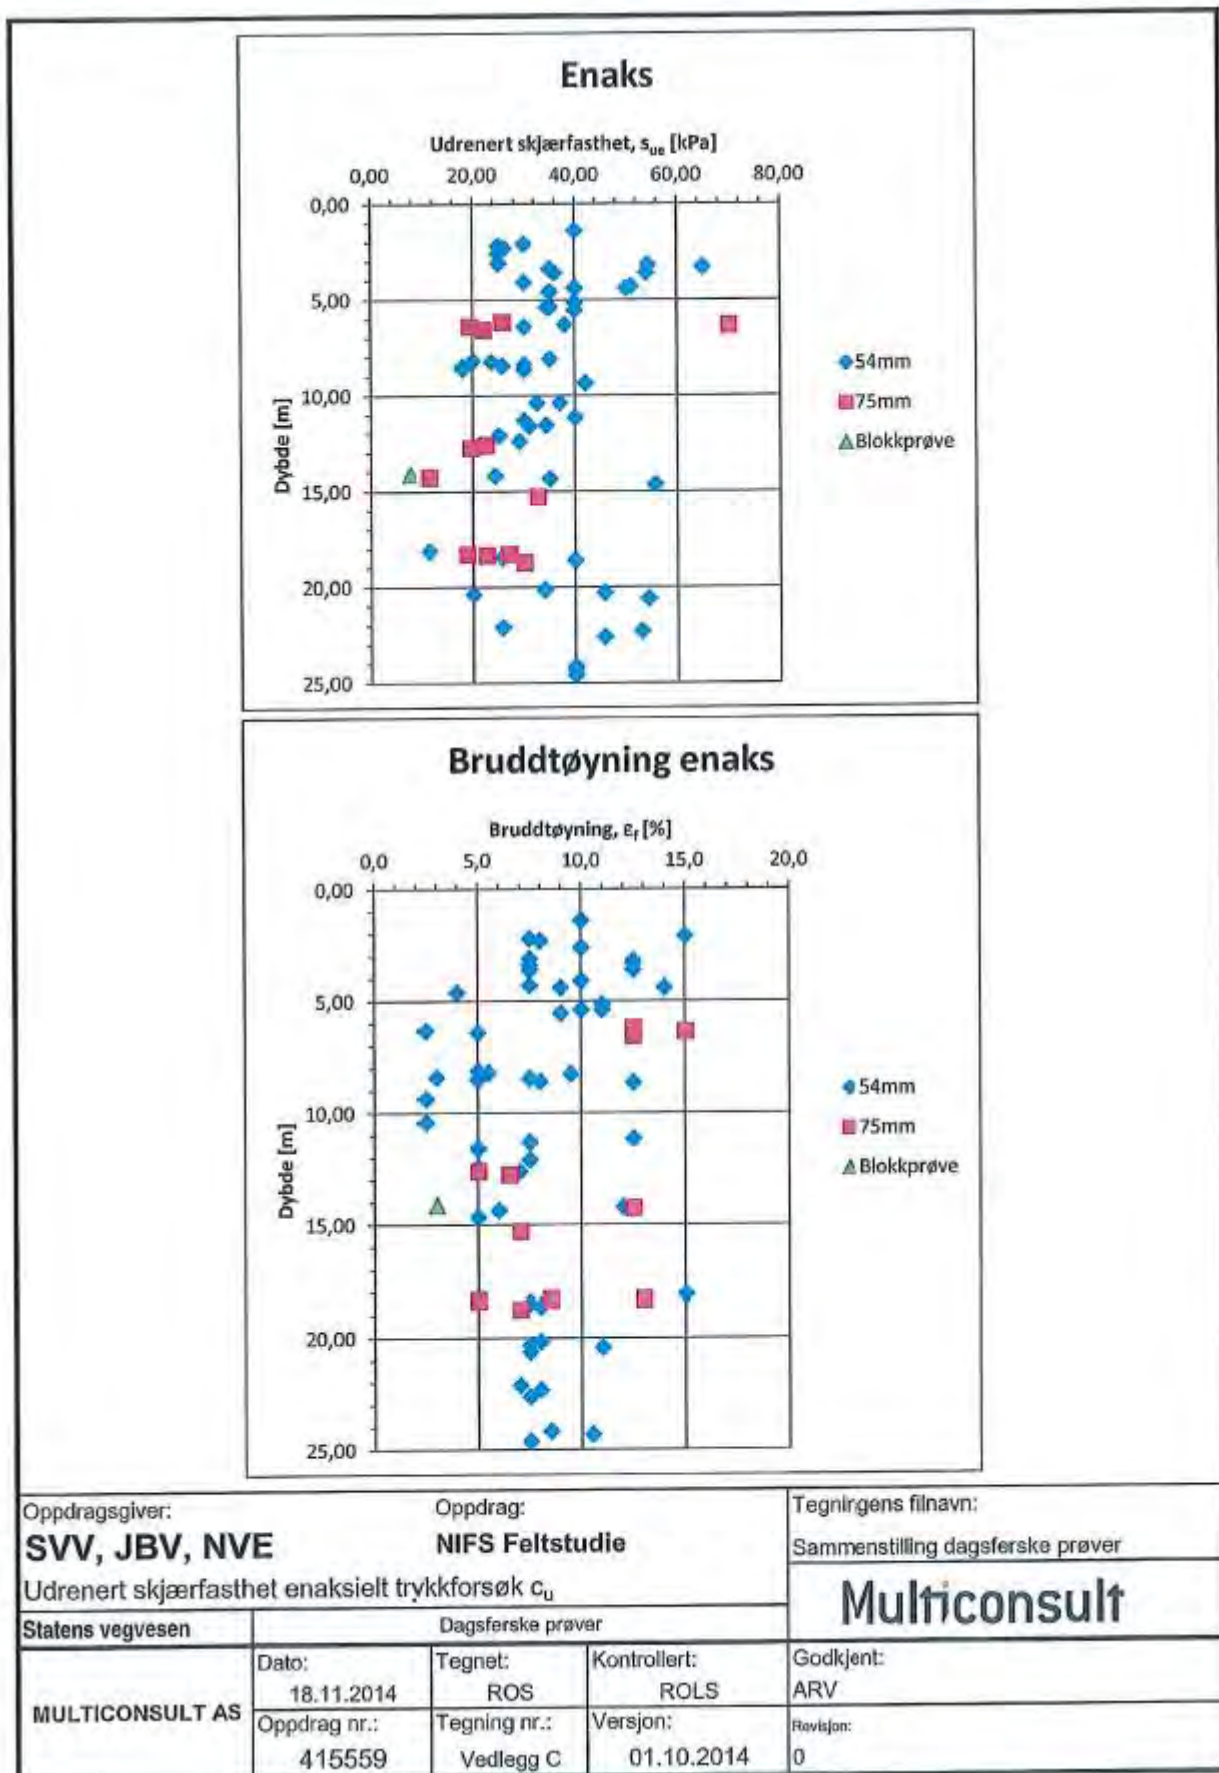 Enaks
Udrenert skjærfasthet, sue [kPa]
0,00 20,00 40,00 60,00 80,00
0,00
5,00
10,00
15,00
20,00
25,00
Dybde [m]
54mm
75mm
Blokkprøve
Bruddtøyning enaks
Bruddtøyning, εf [%]
0,0 5,0 10,0 15,0 20,0
0,00
5,00
10,00
15,00
20,00
25,00
Dybde [m]
54mm
75mm
Blokkprøve
Oppdragsgiver: Oppdrag: Tegningens filnavn:
SVV, JBV, NVE NIFS Feltstudie Sammenstilling dagsferske prøver
Udrenert skjærfasthet enaksielt trykkforsøk cu
Multiconsult
Statens vegvesen Dagsferske prøver
MULTICONSULT AS
Dato: Tegnet: Kontrollert: Godkjent:
18.11.2014 ROS ROLS ARV
Oppdrag nr.: Tegning nr.: Versjon: Revisjon:
415559 Vedlegg C 01.10.2014 0